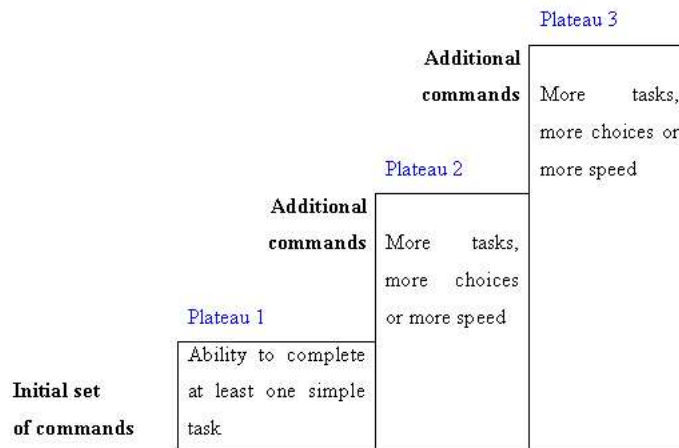 Plateau 3
Additional
commands
More tasks,
more choices or
more speed
Plateau 2
Additional
commands
More tasks,
more choices
or more speed
Plateau 1
Ability to complete
at least one simple
task
Initial set
of commands